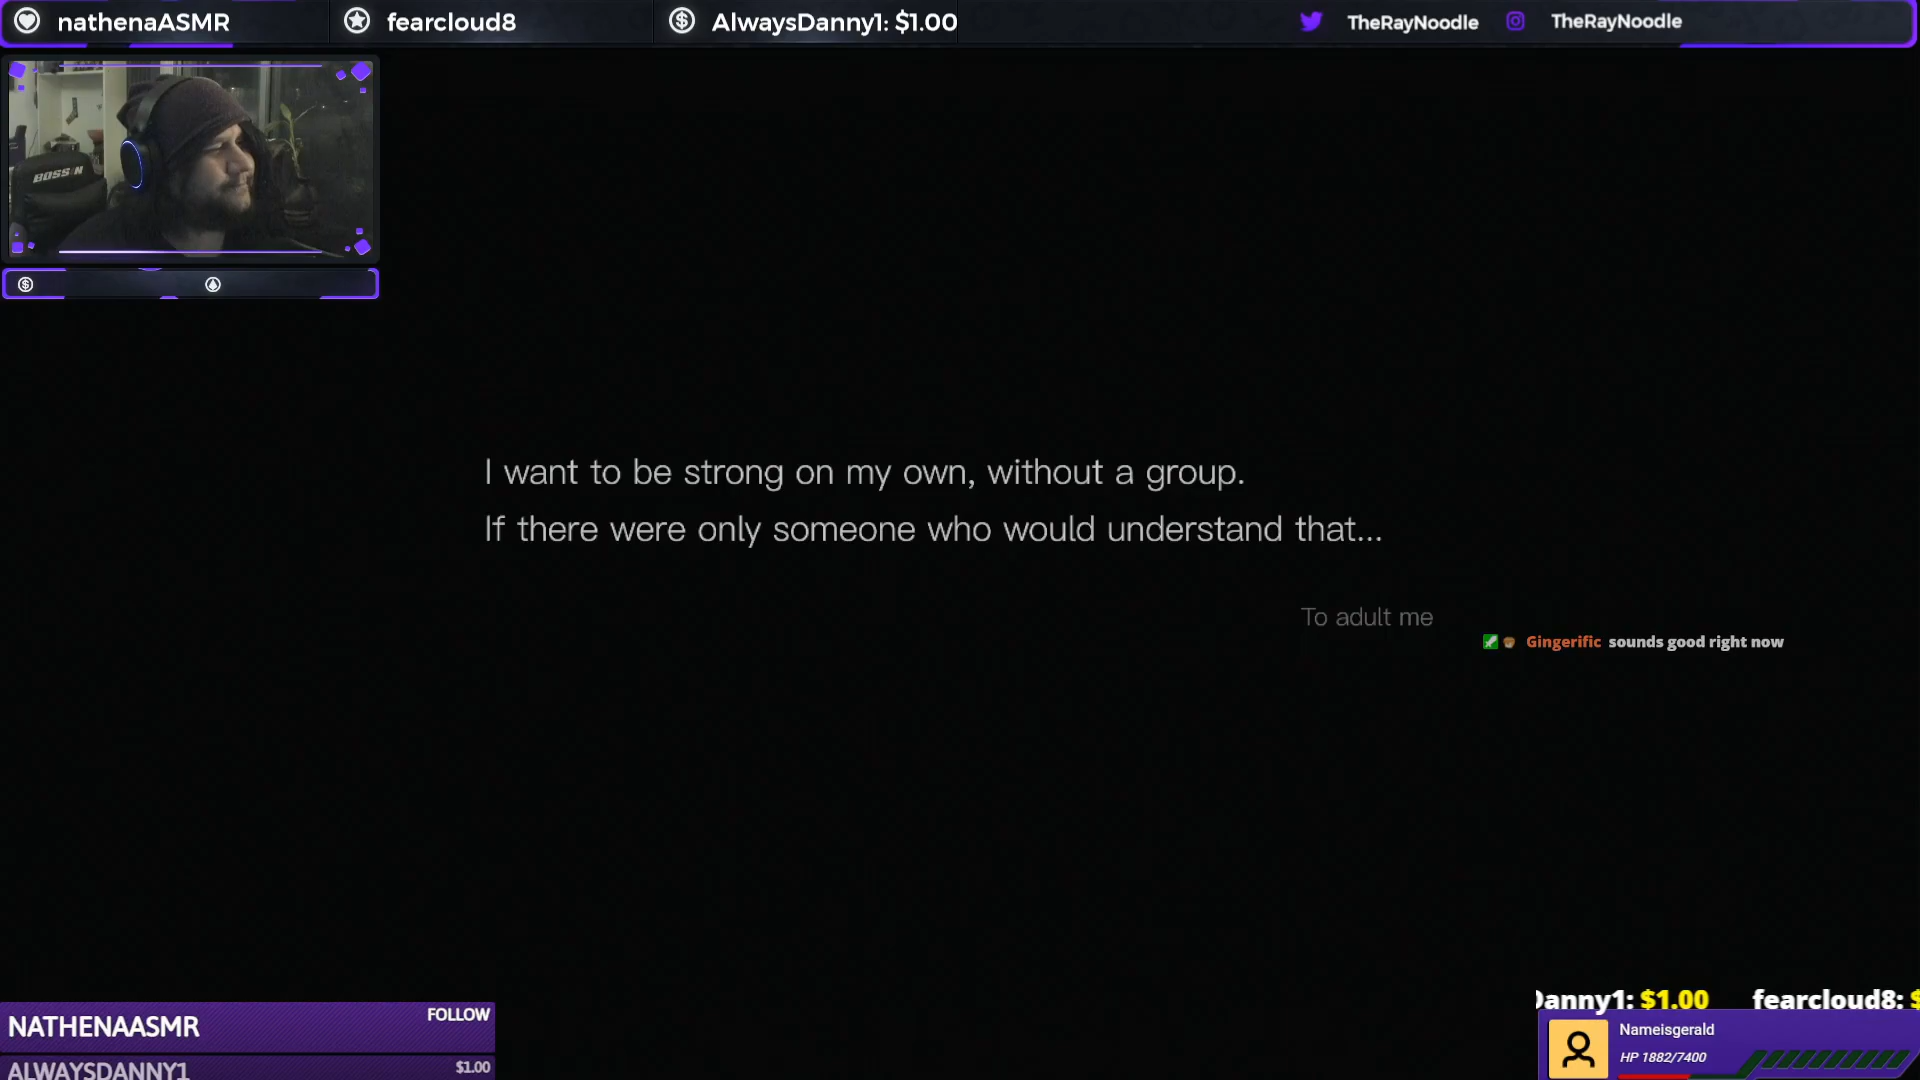 nathenaASMR
fearcloud8
AlwaysDanny1: $1.00
TheRayNoodle
TheRayNoodle
BOSSIN
I want to be strong on my own, without a group.
If there were only someone who would understand that...
To adult me
Gingerific sounds good right now
NATHENAASMR FOLLOW
ALWAYSDANNY1 $1.00
Danny1: $1.00 fearcloud8: $
Nameisgerald
HP 1882/7400